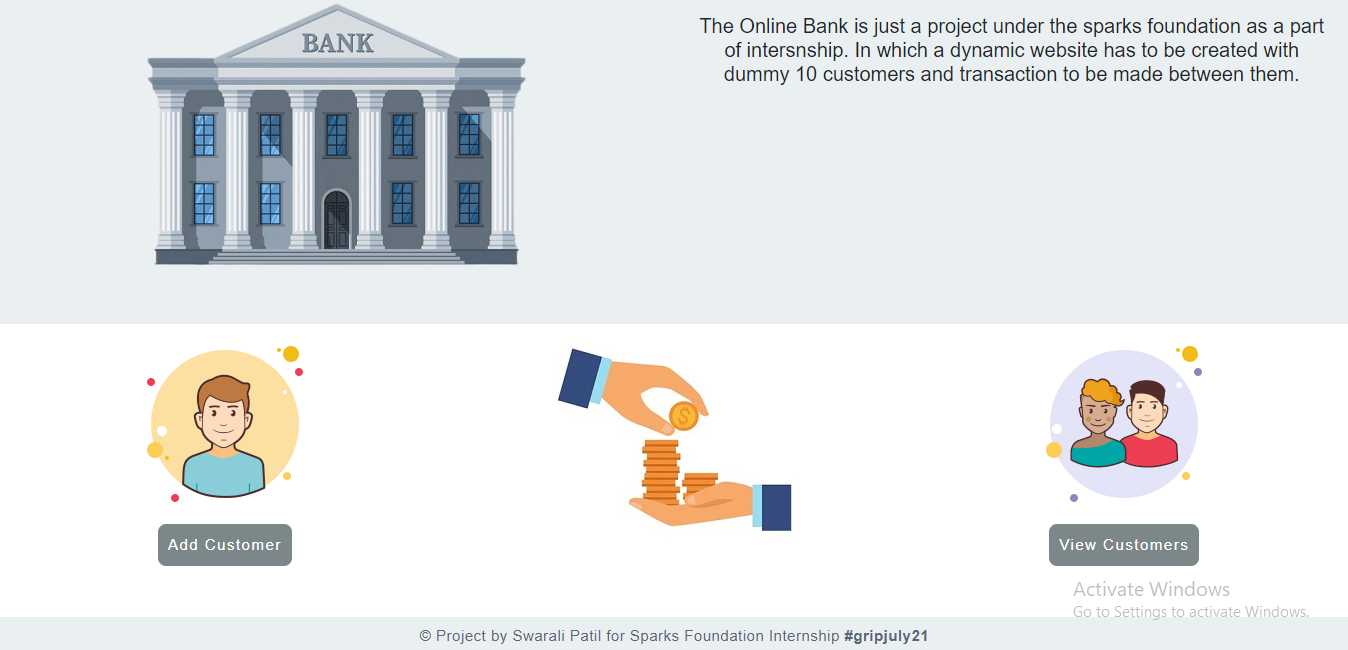 BANK
The Online Bank is just a project under the sparks foundation as a part
of intersnship. In which a dynamic website has to be created with
dummy 10 customers and transaction to be made between them.
$
Add Customer
View Customers
Activate Windows
Go to Settings to activate Windows.
© Project by Swarali Patil for Sparks Foundation Internship #gripjuly21